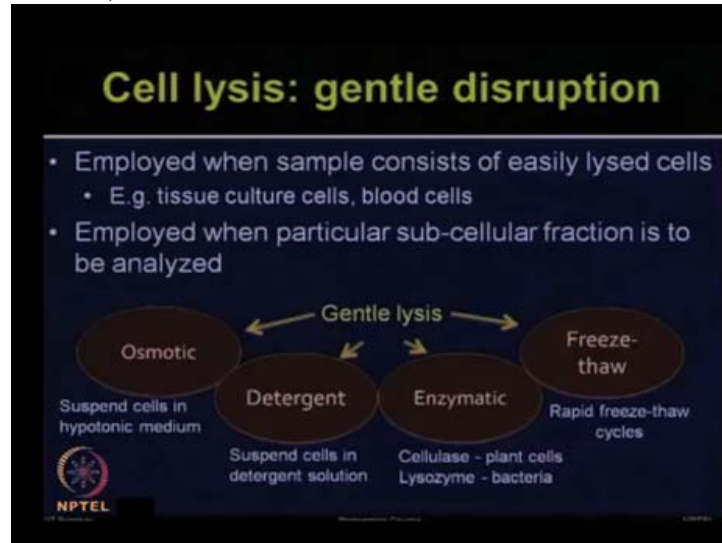 Cell lysis: gentle disruption
• Employed when sample consists of easily lysed cells
• E.g. tissue culture cells, blood cells
• Employed when particular sub-cellular fraction is to
be analyzed
Gentle lysis
Osmotic
Suspend cells in
hypotonic medium
Detergent
Suspend cells in
detergent solution
Enzymatic
Cellulase - plant cells
Lysozyme - bacteria
Freeze-
thaw
Rapid freeze-thaw
cycles
NPTEL